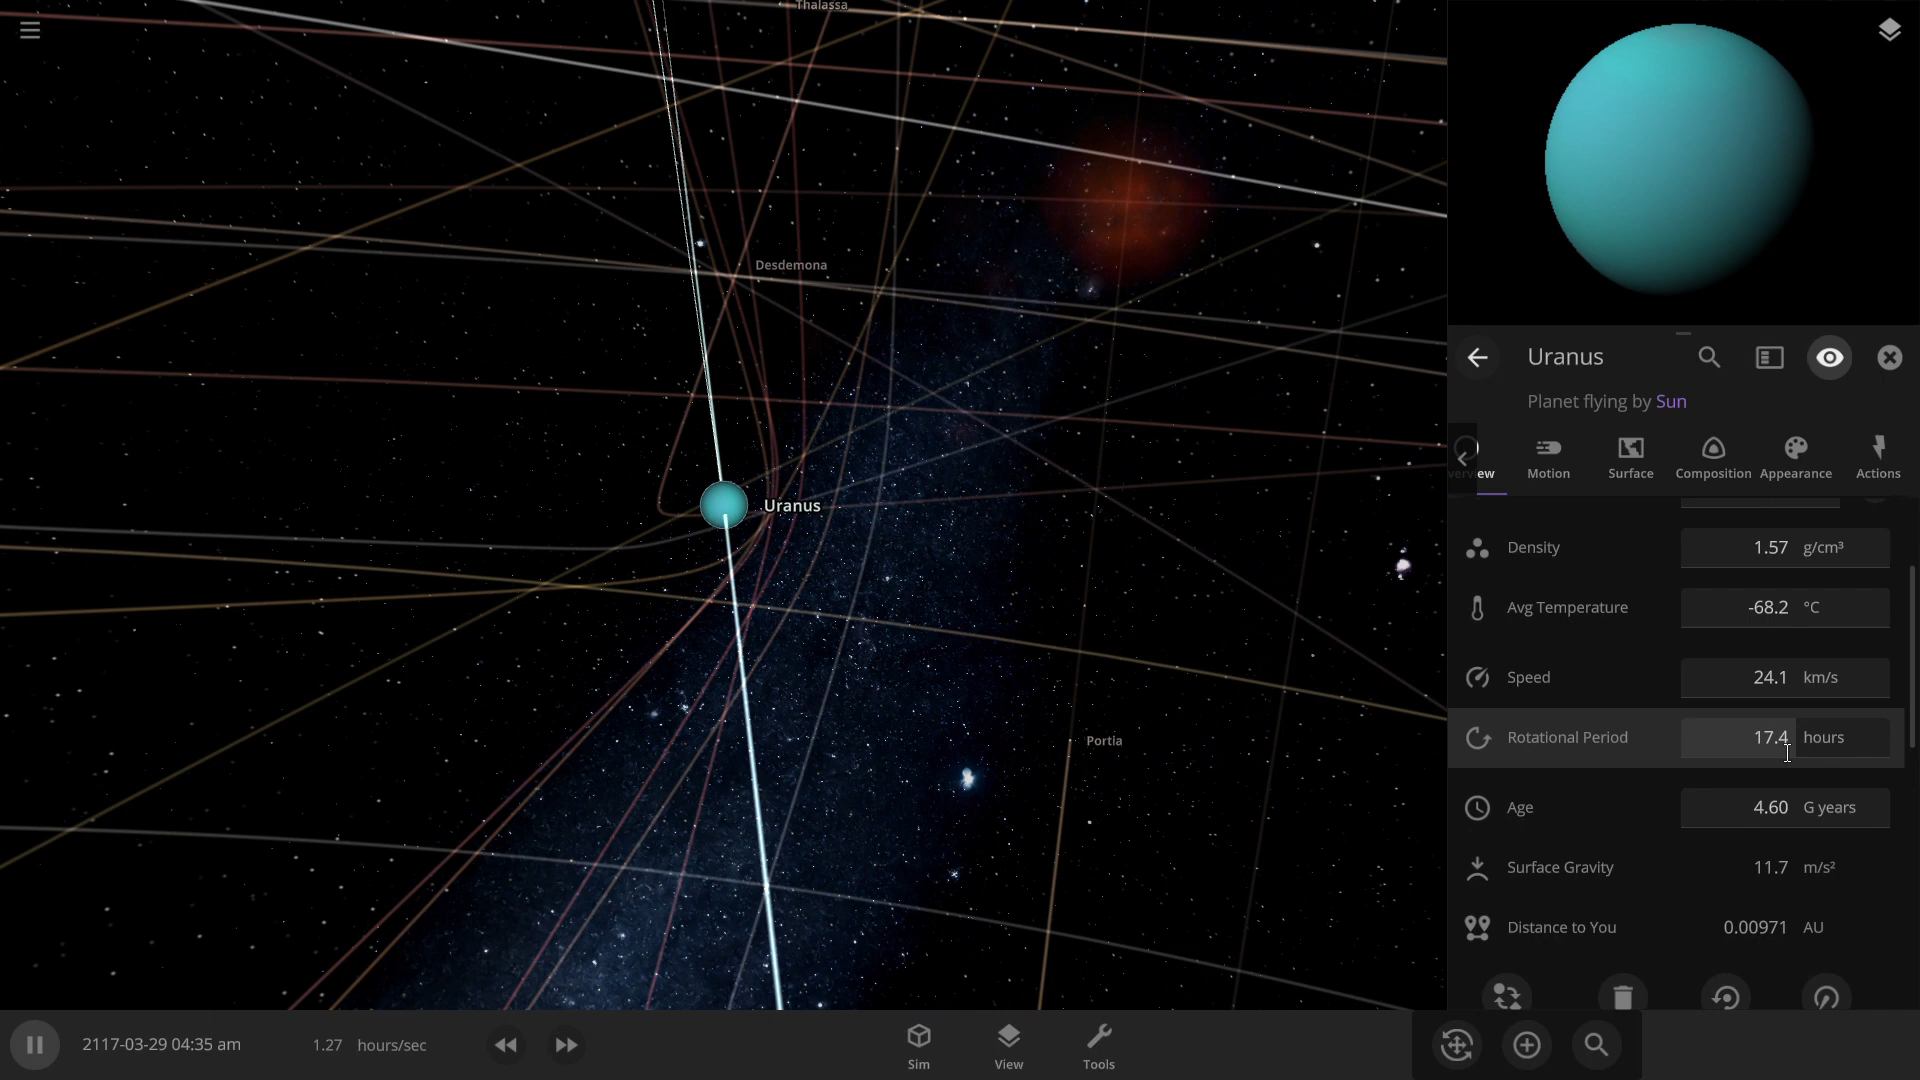 Thalassa
Desdemona
Uranus
Portia
Uranus
Planet flying by Sun
Motion
Surface
Composition
Appearance
Actions
Density 1.57 g/cm³
Avg Temperature -68.2 °C
Speed 24.1 km/s
Rotational Period 17.4 hours
Age 4.60 G years
Surface Gravity 11.7 m/s²
Distance to You 0.00971 AU
2117-03-29 04:35 am
1.27 hours/sec
Sim
View
Tools